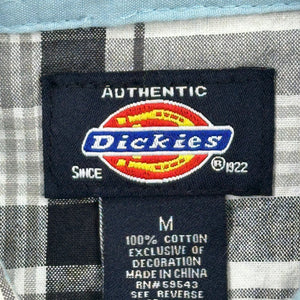 AUTHENTIC
Dickies
SINCE ®1922
M
100% COTTON
EXCLUSIVE OF
DECORATION
MADE IN CHINA
RN#59543
SEE REVERSE